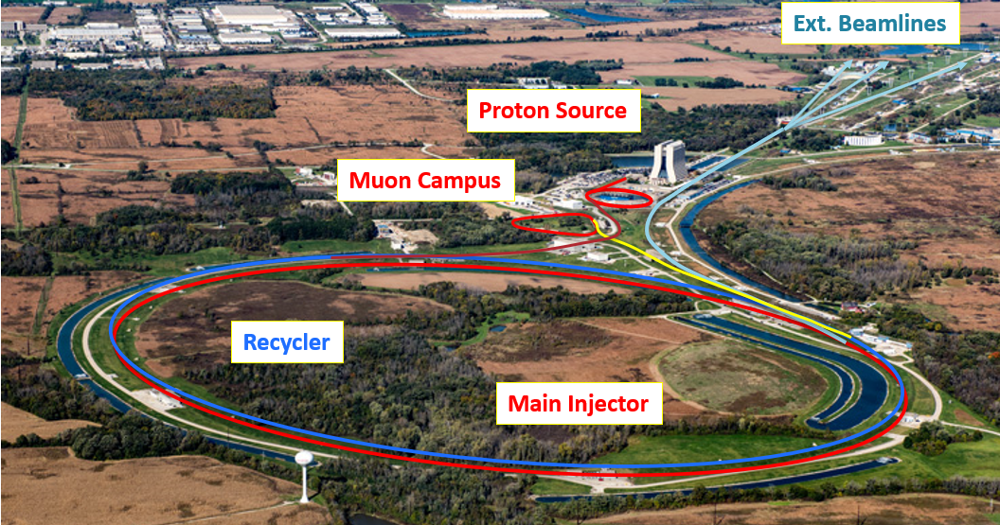 Ext. Beamlines
Proton Source
Muon Campus
Recycler
Main Injector